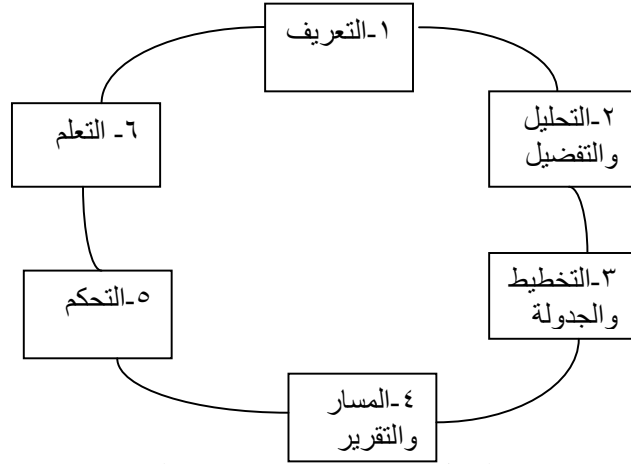 ١-التعريف
٢-التحليل
والتفضيل
٣-التخطيط
والجدولة
٤-المسار
والتقرير
٥-التحكم
٦- التعلم